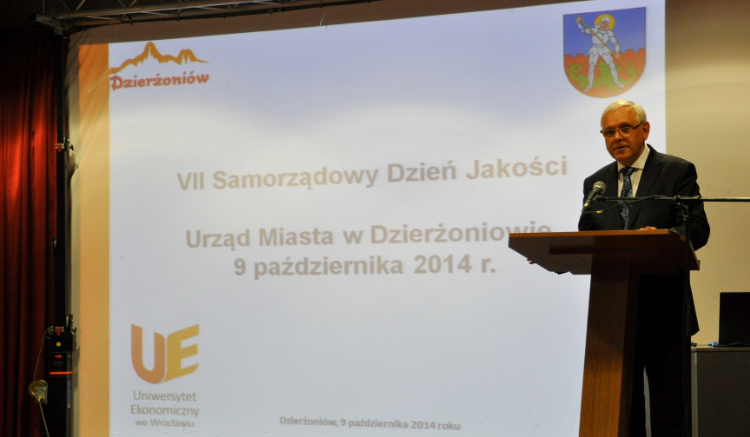 Dzierżoniów
VII Samorządowy Dzień Jakości
Urząd Miasta w Dzierżoniowie
9 października 2014 r.
UE
Uniwersytet
Ekonomiczny
we Wrocławiu
Dzierżoniów, 9 października 2014 roku